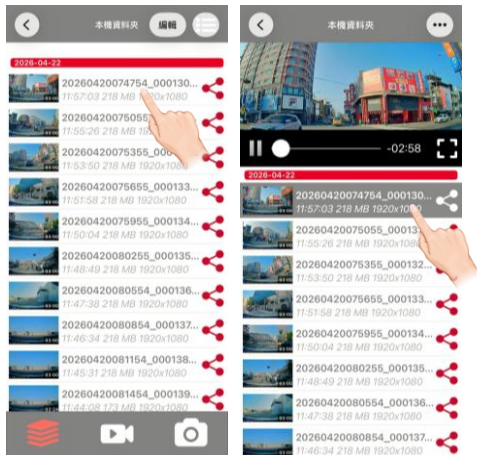 本機資料夾
編輯
2026-04-22
20260420074754_000130...
11:57:03 218 MB 1920x1080
20260420075055
11:55:26 218 MB
20260420075355_000
11:53:50 218 MB 1920x1080
20260420075655_000133...
11:51:58 218 MB 1920x1080
20260420075955_000134...
11:50:04 218 MB 1920x1080
20260420080255_000135...
11:48:49 218 MB 1920x1080
20260420080554_000136...
11:47:38 218 MB 1920x1080
20260420080854_000137...
11:46:34 218 MB 1920x1080
20260420081154_000138...
11:45:31 218 MB 1920x1080
20260420081454_000139...
11:44:08 173 MB 1920x1080
本機資料夾
-02:58
2026-04-22
20260420074754_000130...
11:57:03 218 MB 1920x10
20260420075055_00013
11:55:26 218 MB 1920x10
20260420075355_000132...
11:53:50 218 MB 1920x1080
20260420075655_000133...
11:51:58 218 MB 1920x1080
20260420075955_000134...
11:50:04 218 MB 1920x1080
20260420080255_000135...
11:48:49 218 MB 1920x1080
20260420080554_000136...
11:47:38 218 MB 1920x1080
20260420080854_000137...
11:46:34 218 MB 1920x1080